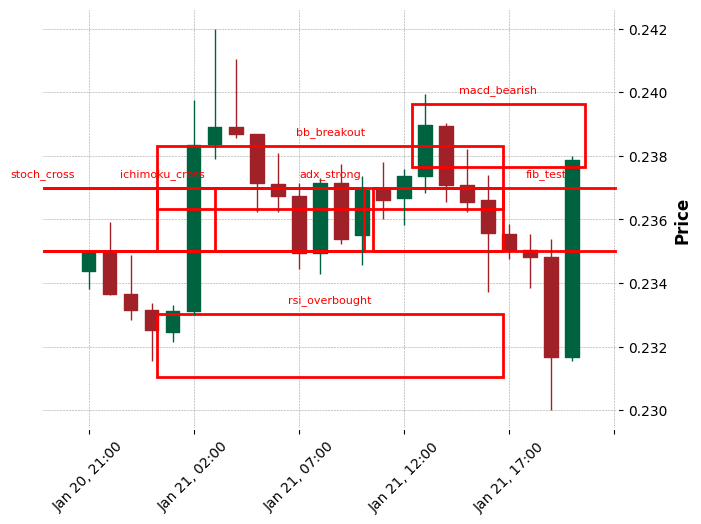 0.242
macd_bearish
0.240
bb_breakout
0.238
stoch_cross
ichimoku_cross
adx_strong
fib_test
0.236
Price
0.234
rsi_overbought
0.232
0.230
Jan 20, 21:00
Jan 21, 02:00
Jan 21, 07:00
Jan 21, 12:00
Jan 21, 17:00